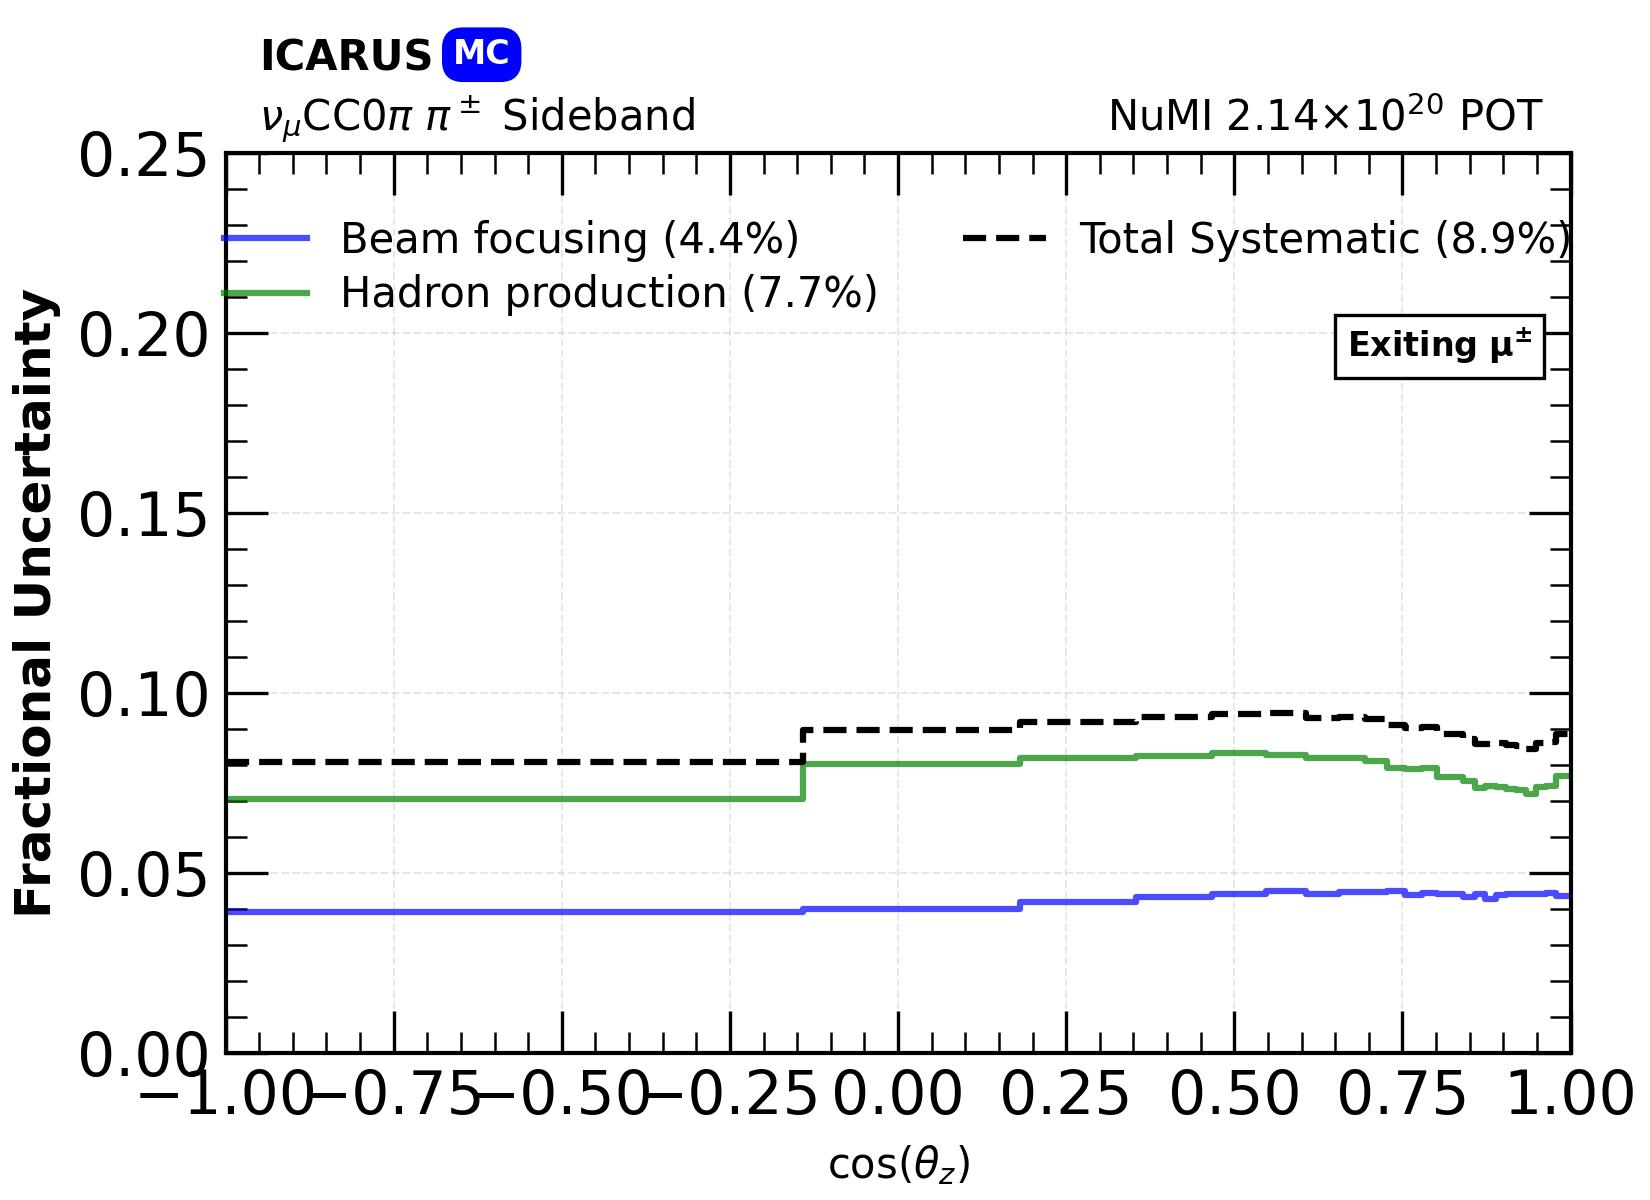 ICARUS MC
νμCC0π π± Sideband
NuMI 2.14×10²⁰ POT
0.25
0.20
0.15
0.10
0.05
0.00
Fractional Uncertainty
Beam focusing (4.4%)
Hadron production (7.7%)
Total Systematic (8.9%)
Exiting μ±
−1.00 −0.75 −0.50 −0.25 0.00 0.25 0.50 0.75 1.00
cos(θz)